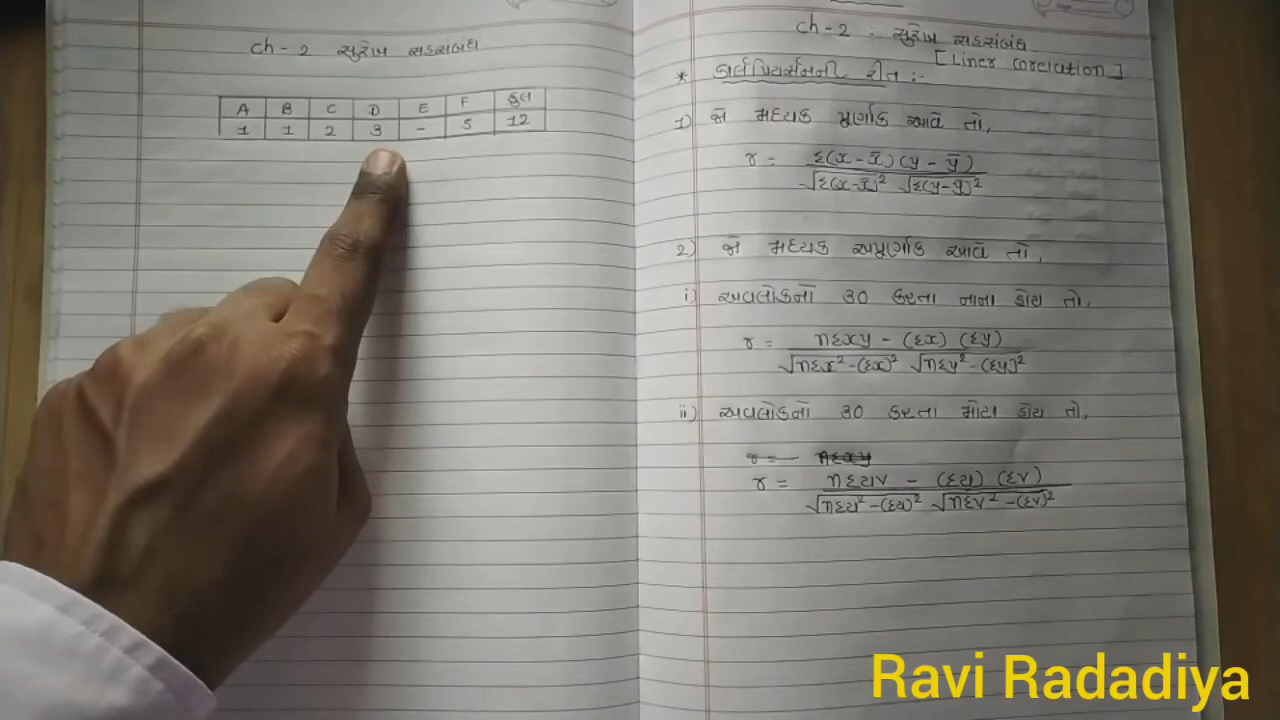 Ch - 2 સુરેખ સહસંબંધ
A B C D E F કુલ
1 1 2 3 - 5 12
Ch - 2 : સુરેખ સહસંબંધ
[Liner corelation]
* કાર્લ પિયર્સનની રીત :-
1) જો મધ્યક પૂર્ણાંક આવે તો,
r = Σ(x - x̄) (y - ȳ)
√Σ(x-x̄)² √Σ(y-ȳ)²
2) જો મધ્યક અપૂર્ણાંક આવે તો,
i) અવલોકનો 30 કરતા નાના હોય તો,
r = nΣxy - (Σx) (Σy)
√nΣx² -(Σx)² √nΣy² -(Σy)²
ii) અવલોકનો 30 કરતા મોટા હોય તો,
r = nΣuv - (Σu) (Σv)
√nΣu² -(Σu)² √nΣv² -(Σv)²
Ravi Radadiya